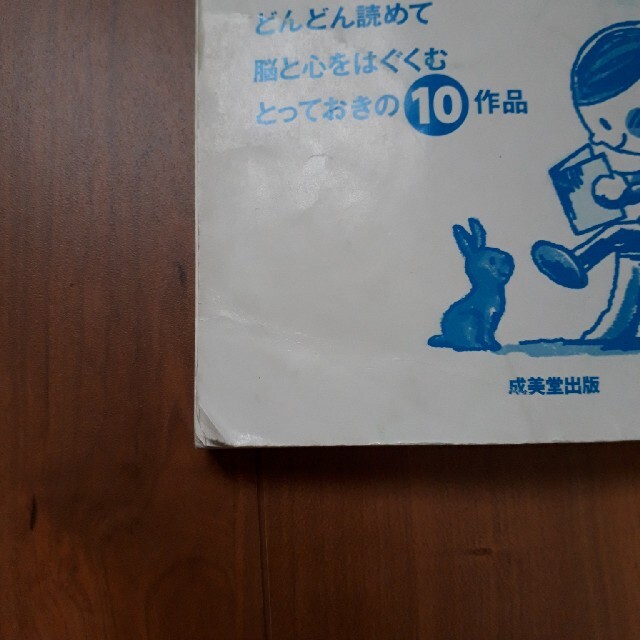 どんどん読めて
脳と心をはぐくむ
とっておきの10作品
成美堂出版